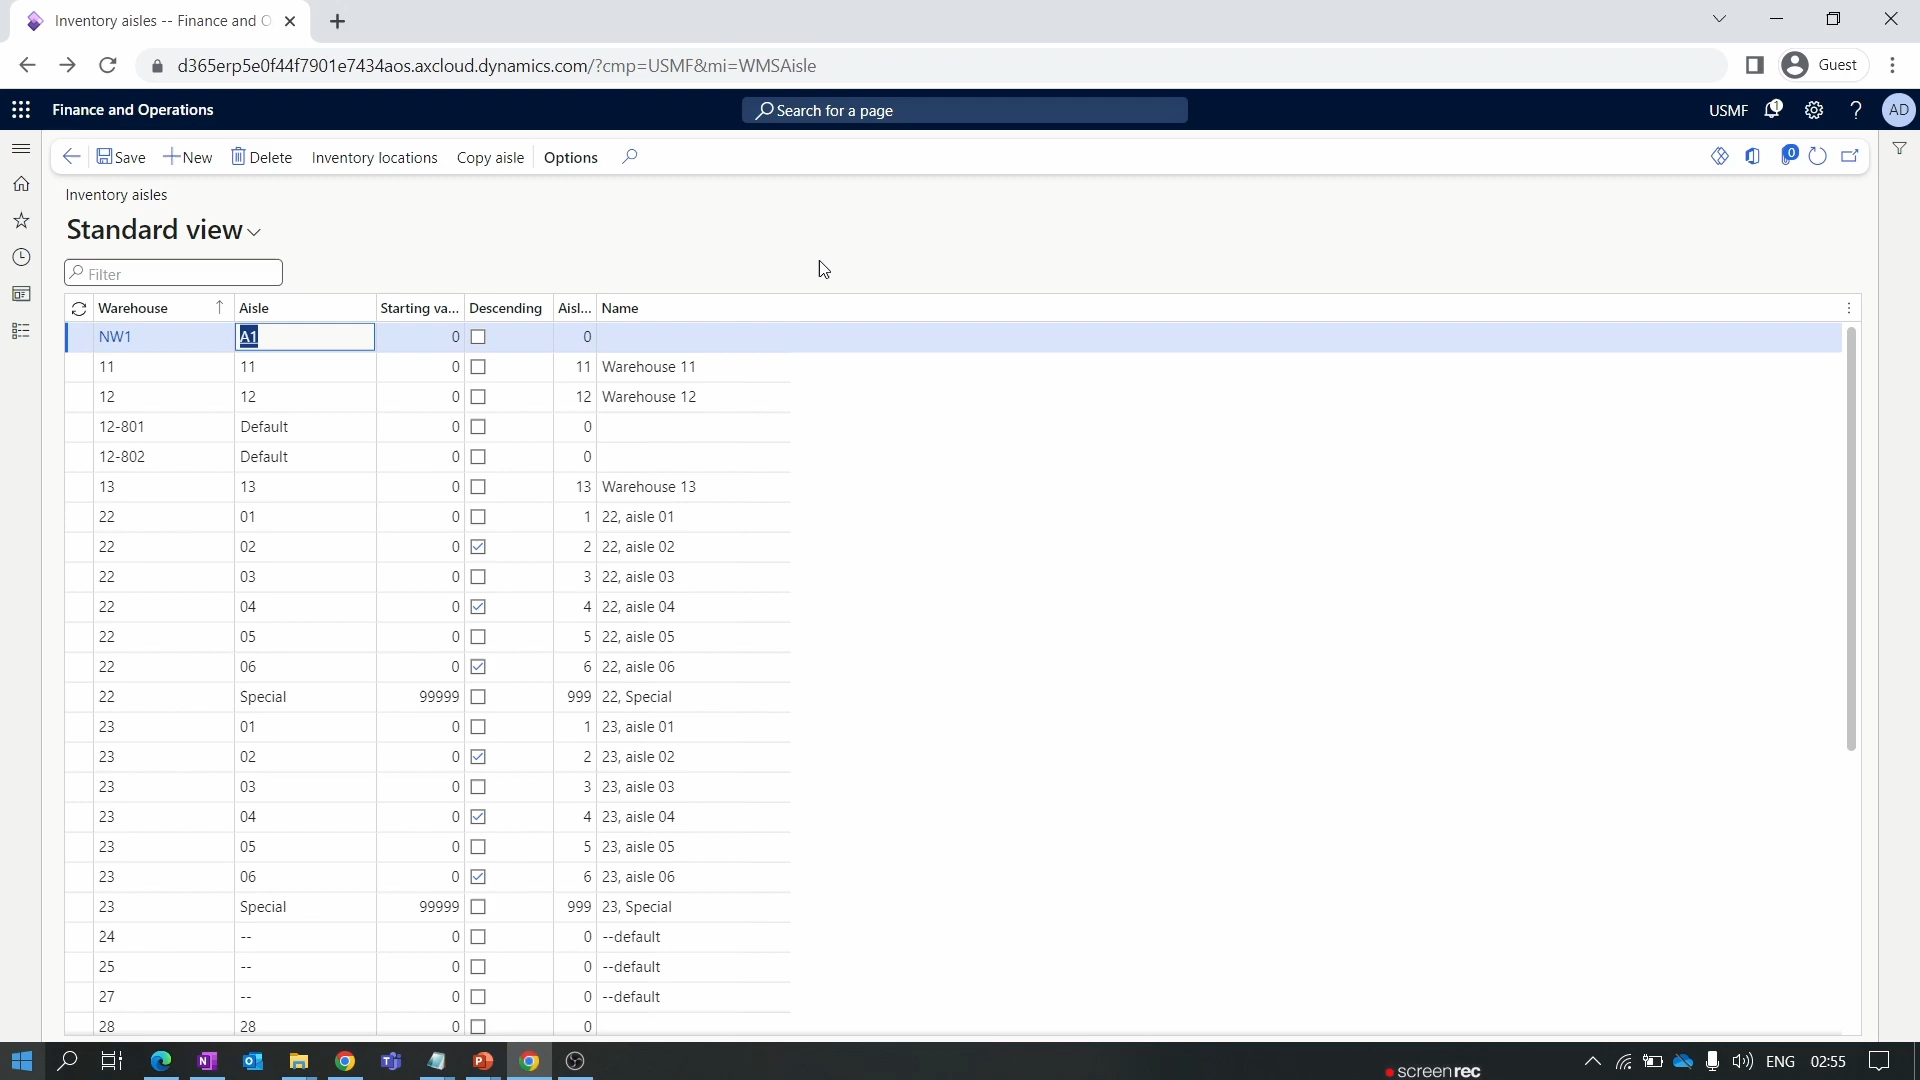 Inventory aisles -- Finance and O
d365erp5e0f44f7901e7434aos.axcloud.dynamics.com/?cmp=USMF&mi=WMSAisle
Guest
Finance and Operations
Search for a page
USMF
1
AD
Save
New
Delete
Inventory locations
Copy aisle
Options
0
Inventory aisles
Standard view
Filter
Warehouse Aisle Starting va... Descending Aisl... Name
NW1 A1 0 0
11 11 0 11 Warehouse 11
12 12 0 12 Warehouse 12
12-801 Default 0 0
12-802 Default 0 0
13 13 0 13 Warehouse 13
22 01 0 1 22, aisle 01
22 02 0 2 22, aisle 02
22 03 0 3 22, aisle 03
22 04 0 4 22, aisle 04
22 05 0 5 22, aisle 05
22 06 0 6 22, aisle 06
22 Special 99999 999 22, Special
23 01 0 1 23, aisle 01
23 02 0 2 23, aisle 02
23 03 0 3 23, aisle 03
23 04 0 4 23, aisle 04
23 05 0 5 23, aisle 05
23 06 0 6 23, aisle 06
23 Special 99999 999 23, Special
24 -- 0 0 --default
25 -- 0 0 --default
27 -- 0 0 --default
28 28 0 0
screenrec
ENG
02:55